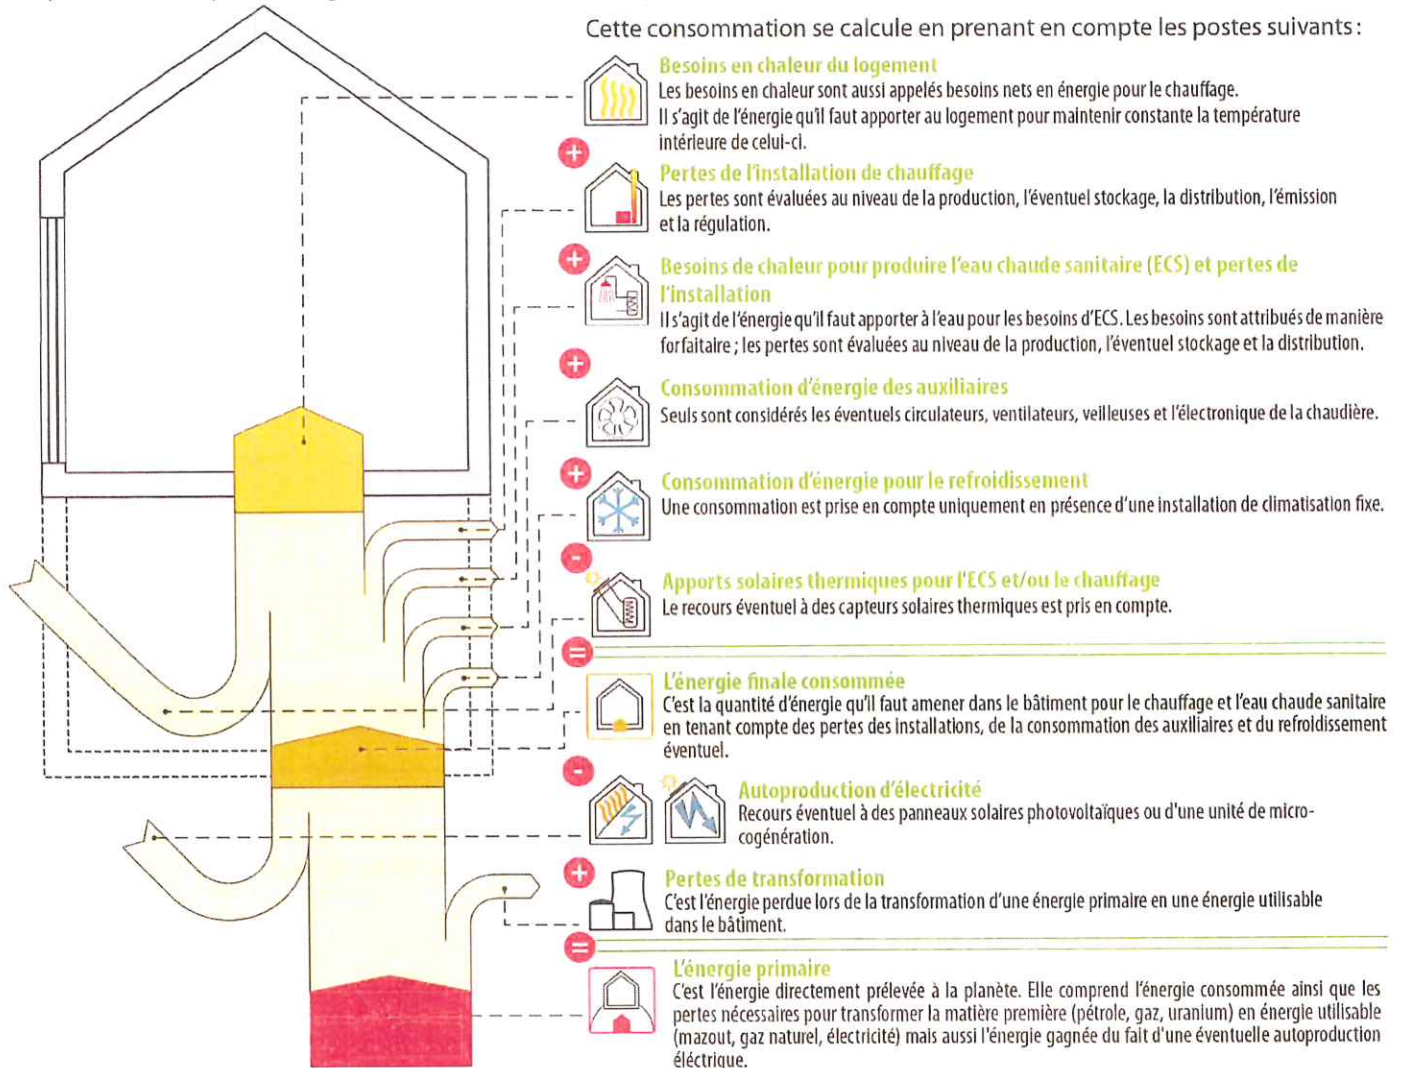 Cette consommation se calcule en prenant en compte les postes suivants :
Besoins en chaleur du logement
Les besoins en chaleur sont aussi appelés besoins nets en énergie pour le chauffage.
Il s'agit de l'énergie qu'il faut apporter au logement pour maintenir constante la température
intérieure de celui-ci.
+
Pertes de l'installation de chauffage
Les pertes sont évaluées au niveau de la production, l'éventuel stockage, la distribution, l'émission
et la régulation.
+
Besoins de chaleur pour produire l'eau chaude sanitaire (ECS) et pertes de
l'installation
Il s'agit de l'énergie qu'il faut apporter à l'eau pour les besoins d'ECS. Les besoins sont attribués de manière
forfaitaire ; les pertes sont évaluées au niveau de la production, l'éventuel stockage et la distribution.
+
Consommation d'énergie des auxiliaires
Seuls sont considérés les éventuels circulateurs, ventilateurs, veilleuses et l'électronique de la chaudière.
+
Consommation d'énergie pour le refroidissement
Une consommation est prise en compte uniquement en présence d'une installation de climatisation fixe.
-
Apports solaires thermiques pour l'ECS et/ou le chauffage
Le recours éventuel à des capteurs solaires thermiques est pris en compte.
=
L'énergie finale consommée
C'est la quantité d'énergie qu'il faut amener dans le bâtiment pour le chauffage et l'eau chaude sanitaire
en tenant compte des pertes des installations, de la consommation des auxiliaires et du refroidissement
éventuel.
-
Autoproduction d'électricité
Recours éventuel à des panneaux solaires photovoltaïques ou d'une unité de micro-
cogénération.
+
Pertes de transformation
C'est l'énergie perdue lors de la transformation d'une énergie primaire en une énergie utilisable
dans le bâtiment.
=
L'énergie primaire
C'est l'énergie directement prélevée à la planète. Elle comprend l'énergie consommée ainsi que les
pertes nécessaires pour transformer la matière première (pétrole, gaz, uranium) en énergie utilisable
(mazout, gaz naturel, électricité) mais aussi l'énergie gagnée du fait d'une éventuelle autoproduction
éléctrique.